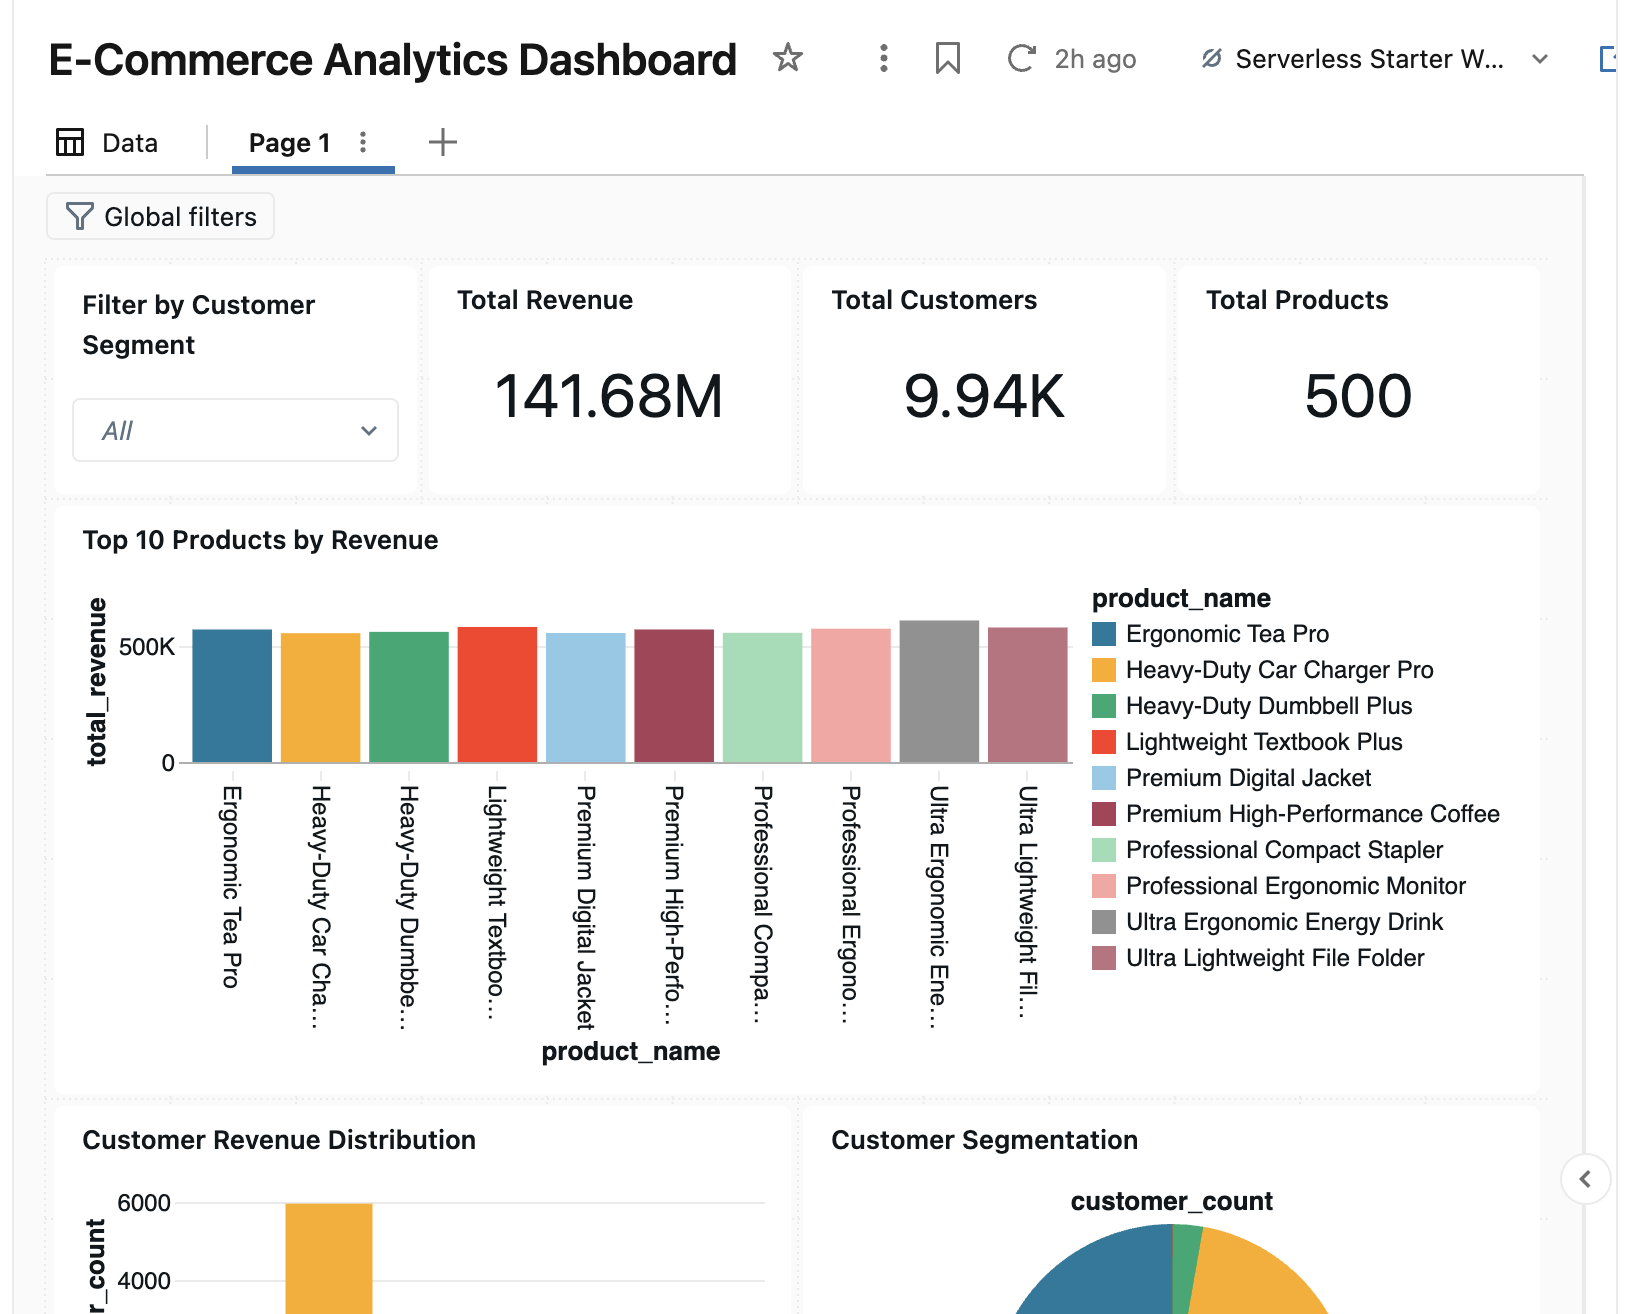 E-Commerce Analytics Dashboard
2h ago
Serverless Starter W...
Data
Page 1
Global filters
Filter by Customer
Segment
All
Total Revenue
141.68M
Total Customers
9.94K
Total Products
500
Top 10 Products by Revenue
total_revenue
500K
0
Ergonomic Tea Pro
Heavy-Duty Car Cha...
Heavy-Duty Dumbbe...
Lightweight Textboo...
Premium Digital Jacket
Premium High-Perfo...
Professional Compa...
Professional Ergono...
Ultra Ergonomic Ene...
Ultra Lightweight Fil...
product_name
product_name
Ergonomic Tea Pro
Heavy-Duty Car Charger Pro
Heavy-Duty Dumbbell Plus
Lightweight Textbook Plus
Premium Digital Jacket
Premium High-Performance Coffee
Professional Compact Stapler
Professional Ergonomic Monitor
Ultra Ergonomic Energy Drink
Ultra Lightweight File Folder
Customer Revenue Distribution
r_count
6000
4000
Customer Segmentation
customer_count